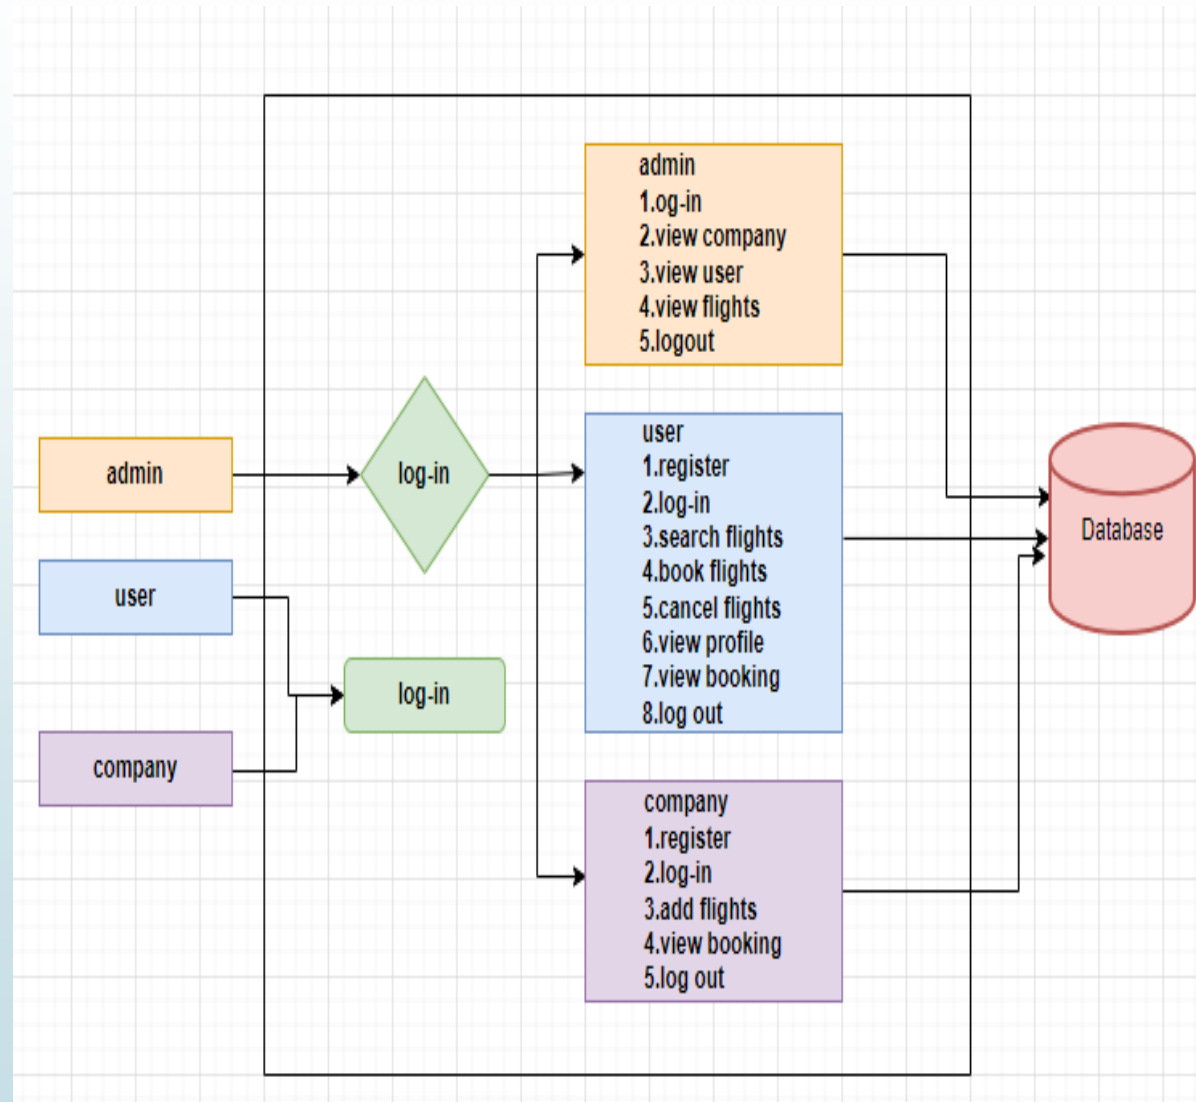 admin
1.og-in
2.view company
3.view user
4.view flights
5.logout
admin
log-in
user
1.register
2.log-in
3.search flights
4.book flights
5.cancel flights
6.view profile
7.view booking
8.log out
Database
user
log-in
company
company
1.register
2.log-in
3.add flights
4.view booking
5.log out